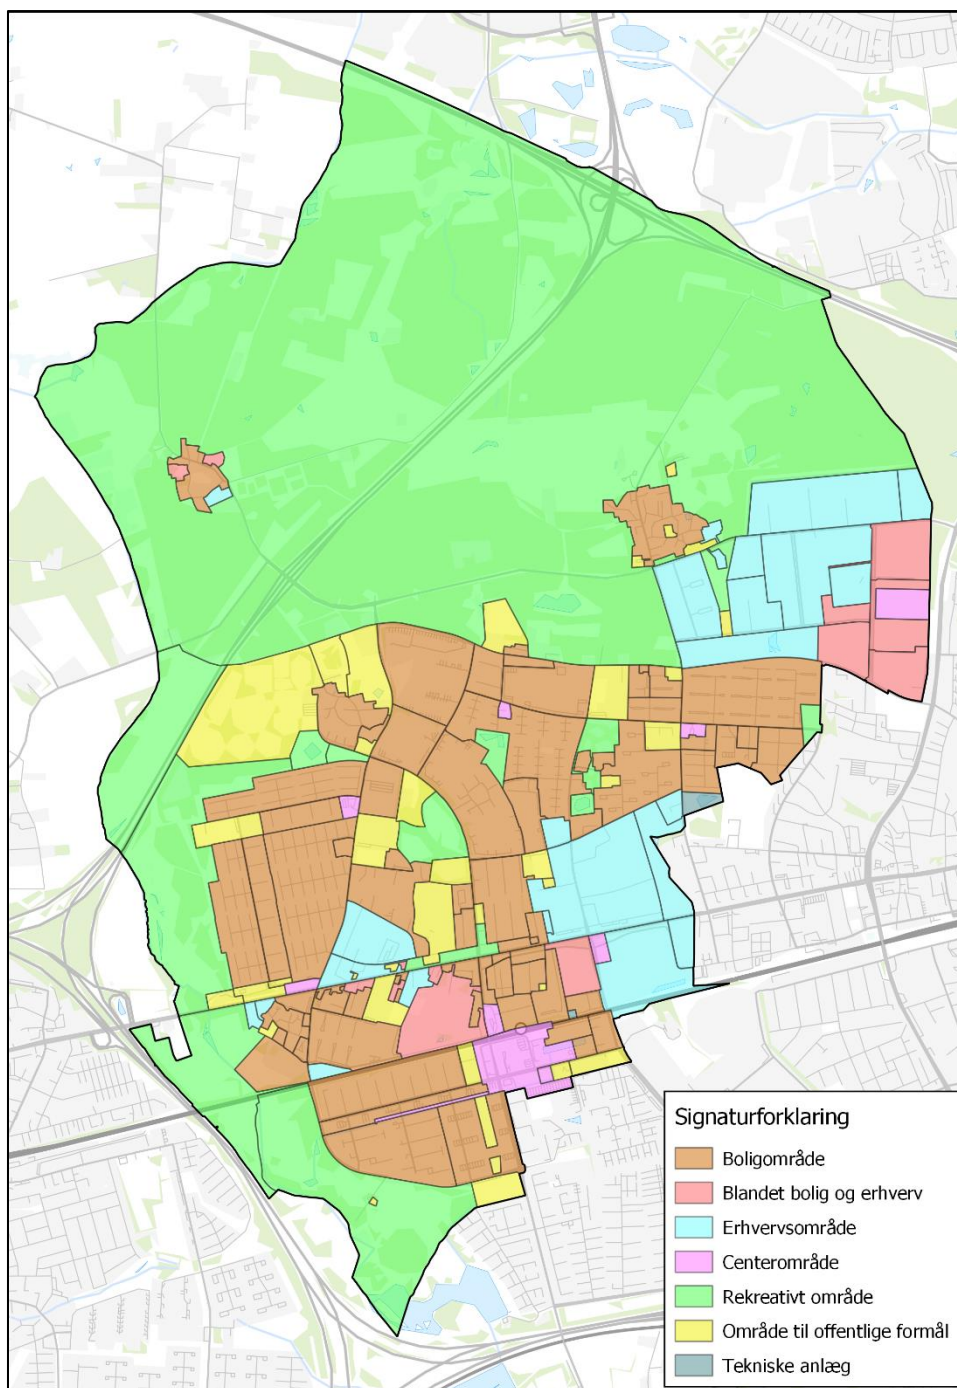 Signaturforklaring
Boligområde
Blandet bolig og erhverv
Erhvervsområde
Centerområde
Rekreativt område
Område til offentlige formål
Tekniske anlæg